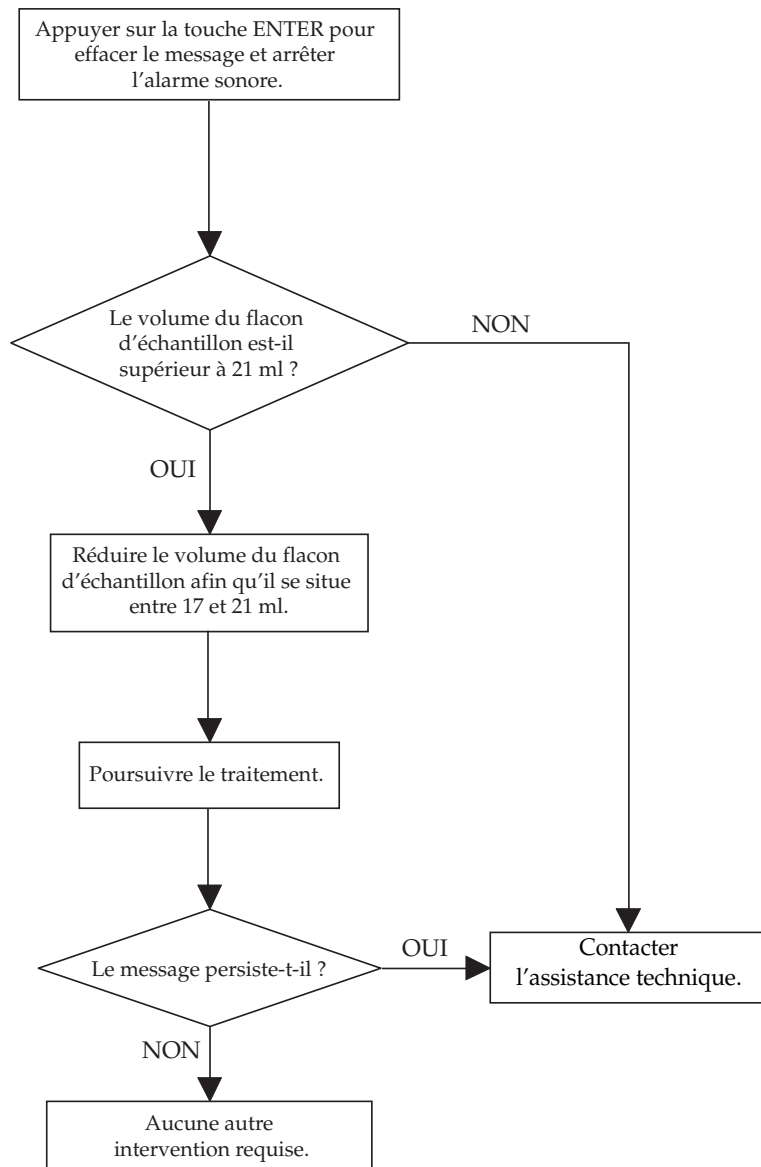 Appuyer sur la touche ENTER pour
effacer le message et arrêter
l'alarme sonore.
Le volume du flacon
d'échantillon est-il
supérieur à 21 ml ?
NON
OUI
Réduire le volume du flacon
d'échantillon afin qu'il se situe
entre 17 et 21 ml.
Poursuivre le traitement.
Le message persiste-t-il ?
OUI
Contacter
l'assistance technique.
NON
Aucune autre
intervention requise.